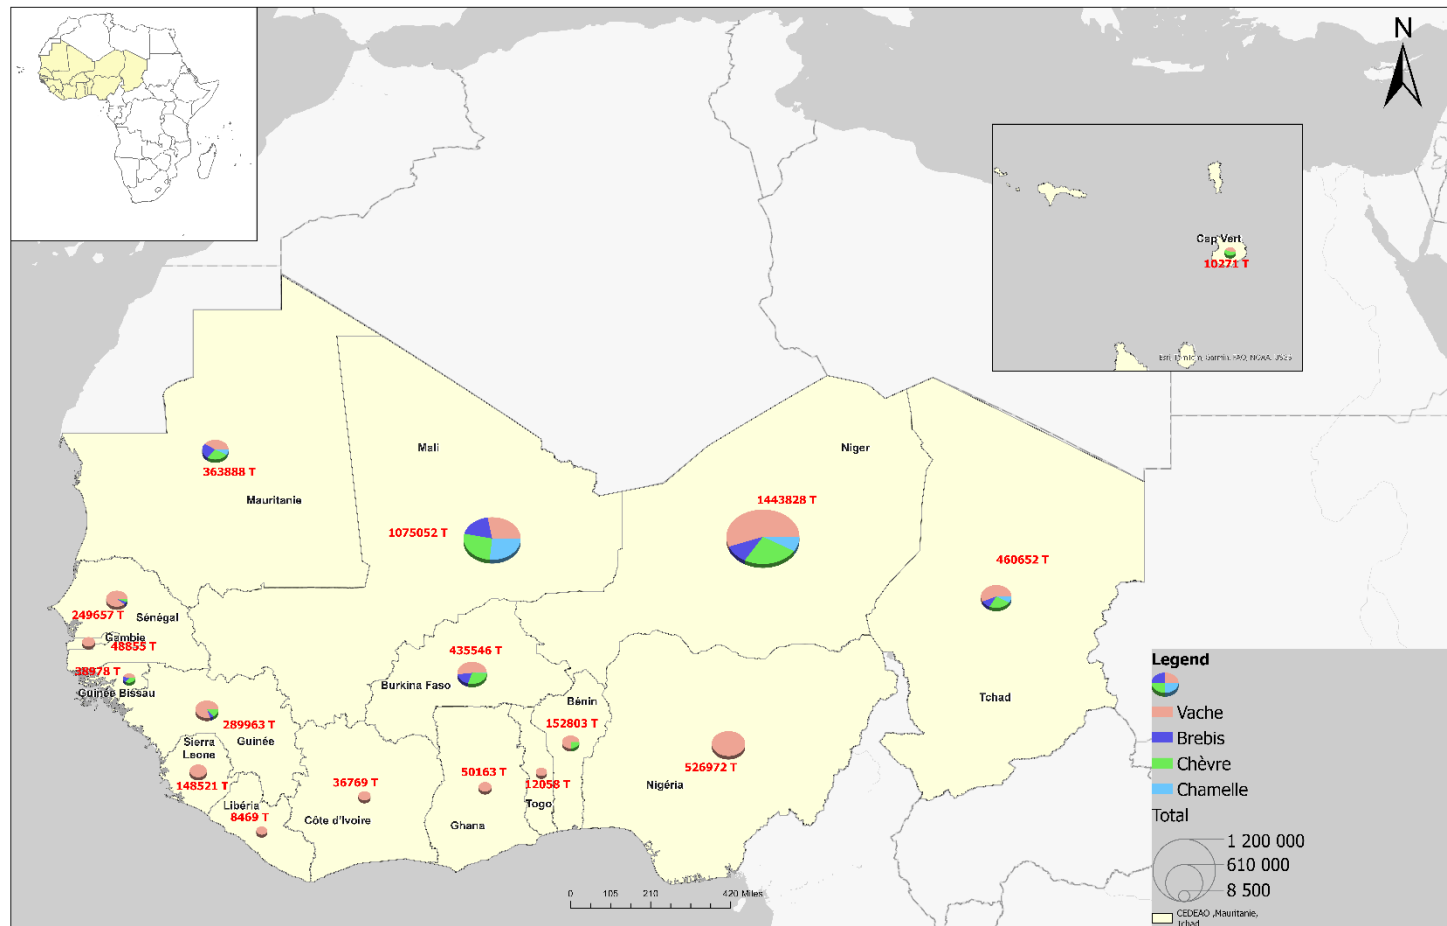 N
Cap Vert
10271 T
Mali
Niger
363888 T
Mauritanie
1443828 T
1075052 T
460652 T
249657 T
Sénégal
Gambie
48855 T
435546 T
38978 T
Burkina Faso
Guinée Bissau
Bénin
Tchad
152803 T
289963 T
Sierra
Leone
Guinée
526972 T
50163 T
36769 T
148521 T
12058 T
Nigéria
Libéria
Togo
8469 T
Côte d'Ivoire
Ghana
0 105 210 420 Miles
Legend
Vache
Brebis
Chèvre
Chamelle
Total
1 200 000
610 000
8 500
CEDEAO ,Mauritanie,
Tchad